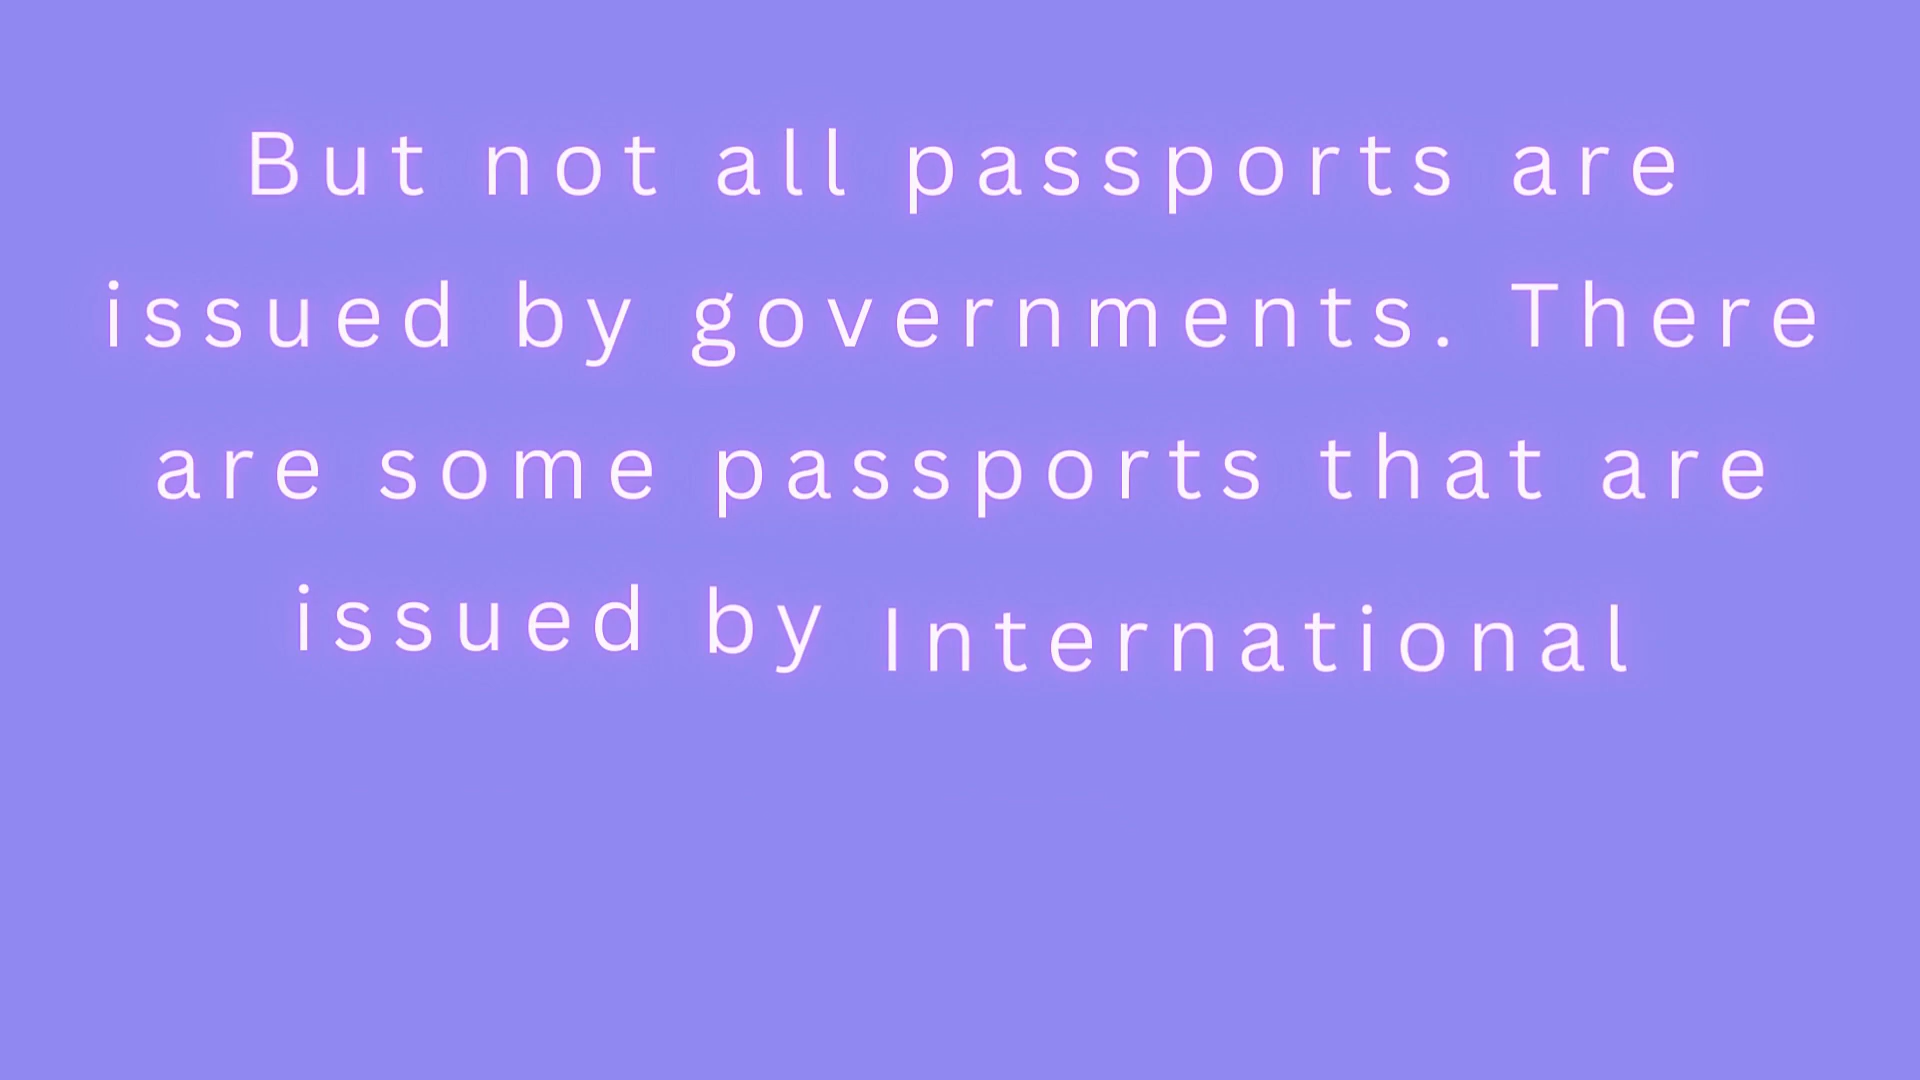 But not all passports are
issued by governments. There
are some passports that are
issued by International